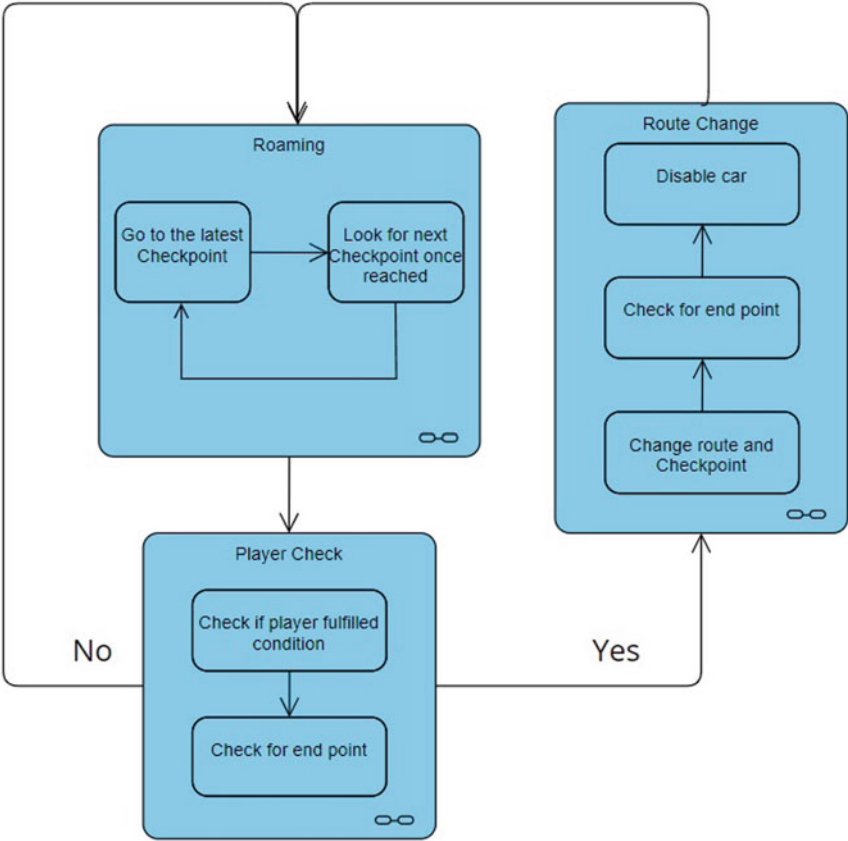 Roaming
Go to the latest
Checkpoint
Look for next
Checkpoint once
reached
Route Change
Disable car
Check for end point
Change route and
Checkpoint
Player Check
Check if player fulfilled
condition
Check for end point
No
Yes